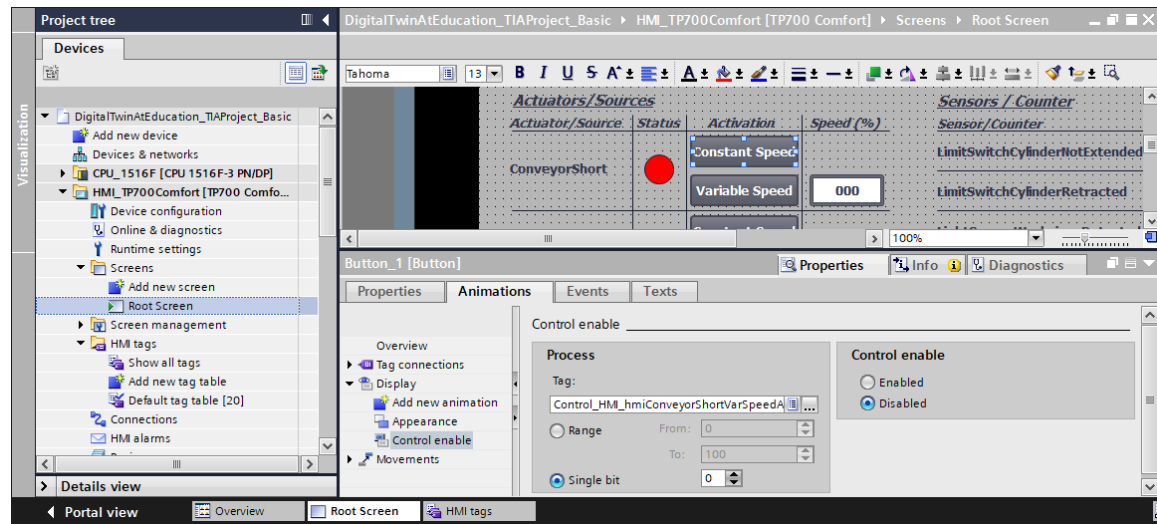 Project tree
DigitalTwinAtEducation_TIAProject_Basic
HMI_TP700Comfort [TP700 Comfort]
Screens
Root Screen
Devices
Visualization
DigitalTwinAtEducation_TIAProject_Basic
Add new device
Devices & networks
CPU_1516F [CPU 1516F-3 PN/DP]
HMI_TP700Comfort [TP700 Comfo...
Device configuration
Online & diagnostics
Runtime settings
Screens
Add new screen
Root Screen
Screen management
HMI tags
Show all tags
Add new tag table
Default tag table [20]
Connections
HMI alarms
Details view
Tahoma
13
B I U S A
Actuators/Sources
Sensors / Counter
Actuator/Source Status Activation Speed (%)
Sensor/Counter
ConveyorShort
Constant Speed
Variable Speed
000
LimitSwitchCylinderNotExtended
LimitSwitchCylinderRetracted
100%
Button_1 [Button]
Properties
Info
Diagnostics
Properties
Animations
Events
Texts
Overview
Tag connections
Display
Add new animation
Appearance
Control enable
Movements
Control enable
Process
Tag:
Control_HMI_hmiConveyorShortVarSpeedA
...
Range
From:
0
To:
100
Single bit
0
Control enable
Enabled
Disabled
Portal view
Overview
Root Screen
HMI tags